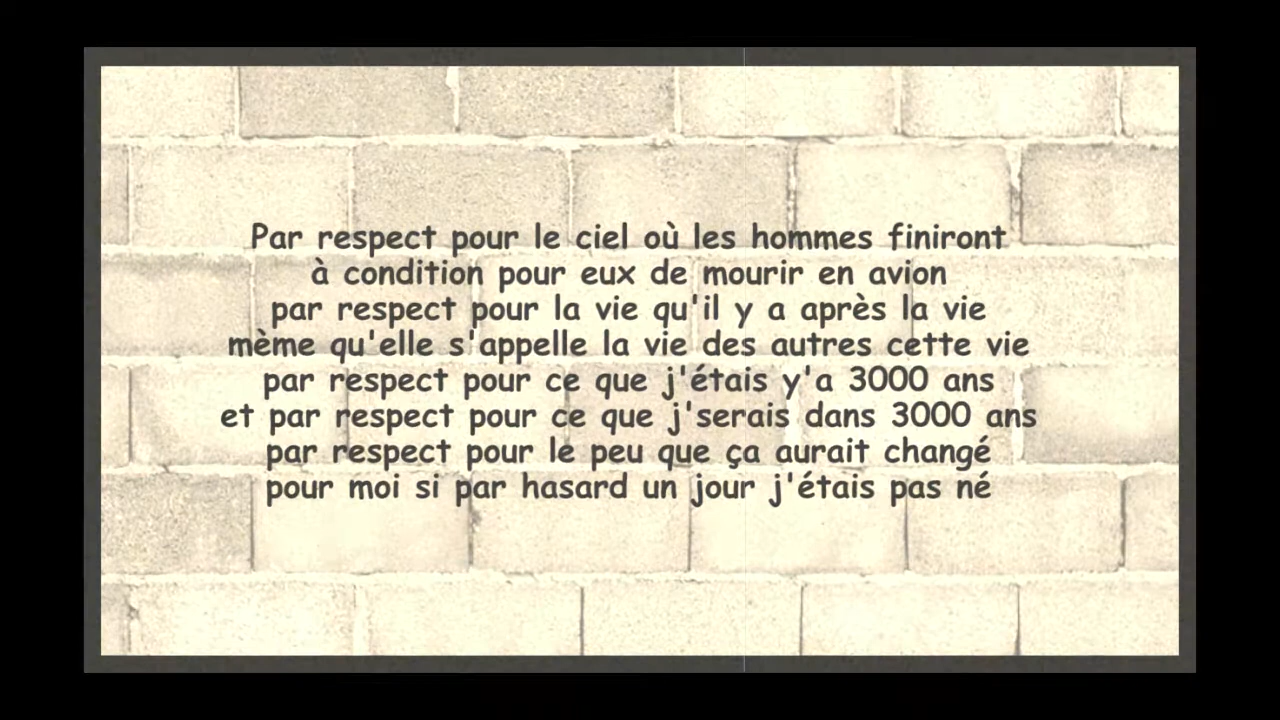 Par respect pour le ciel où les hommes finiront
à condition pour eux de mourir en avion
par respect pour la vie qu'il y a après la vie
mème qu'elle s'appelle la vie des autres cette vie
par respect pour ce que j'étais y'a 3000 ans
et par respect pour ce que j'serais dans 3000 ans
par respect pour le peu que ça aurait changé
pour moi si par hasard un jour j'étais pas né